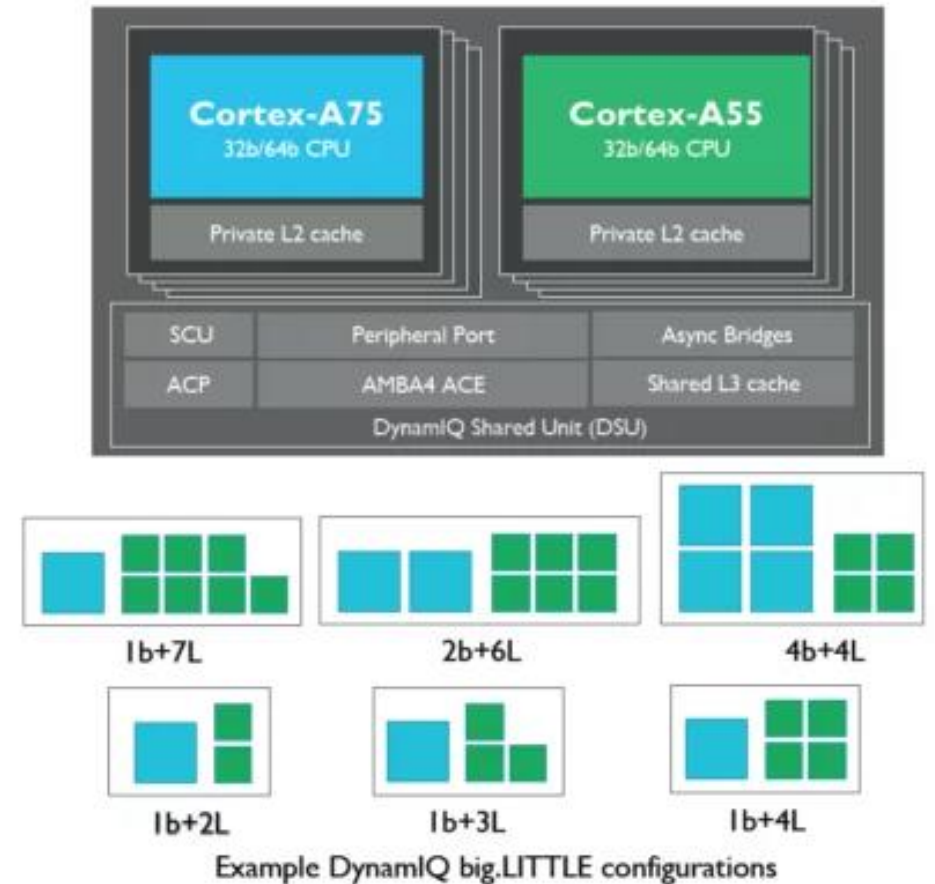 Cortex-A75
32b/64b CPU
Private L2 cache
Cortex-A55
32b/64b CPU
Private L2 cache
SCU
Peripheral Port
Async Bridges
ACP
AMBA4 ACE
Shared L3 cache
DynamIQ Shared Unit (DSU)
1b+7L
2b+6L
4b+4L
1b+2L
1b+3L
1b+4L
Example DynamIQ big.LITTLE configurations